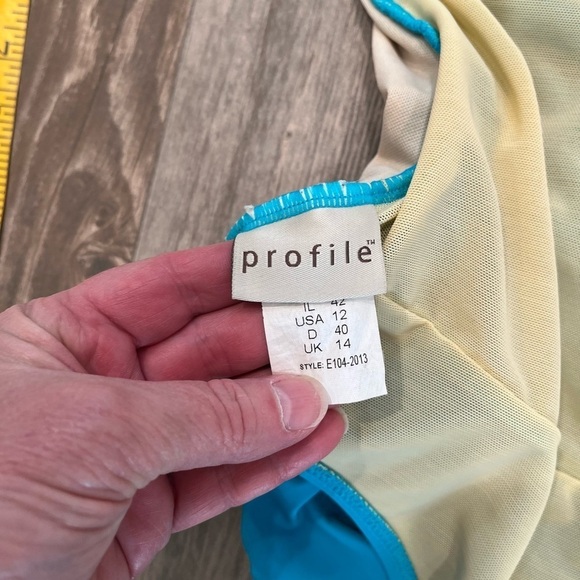 profile™
IL 42
USA 12
D 40
UK 14
STYLE: E104-2013